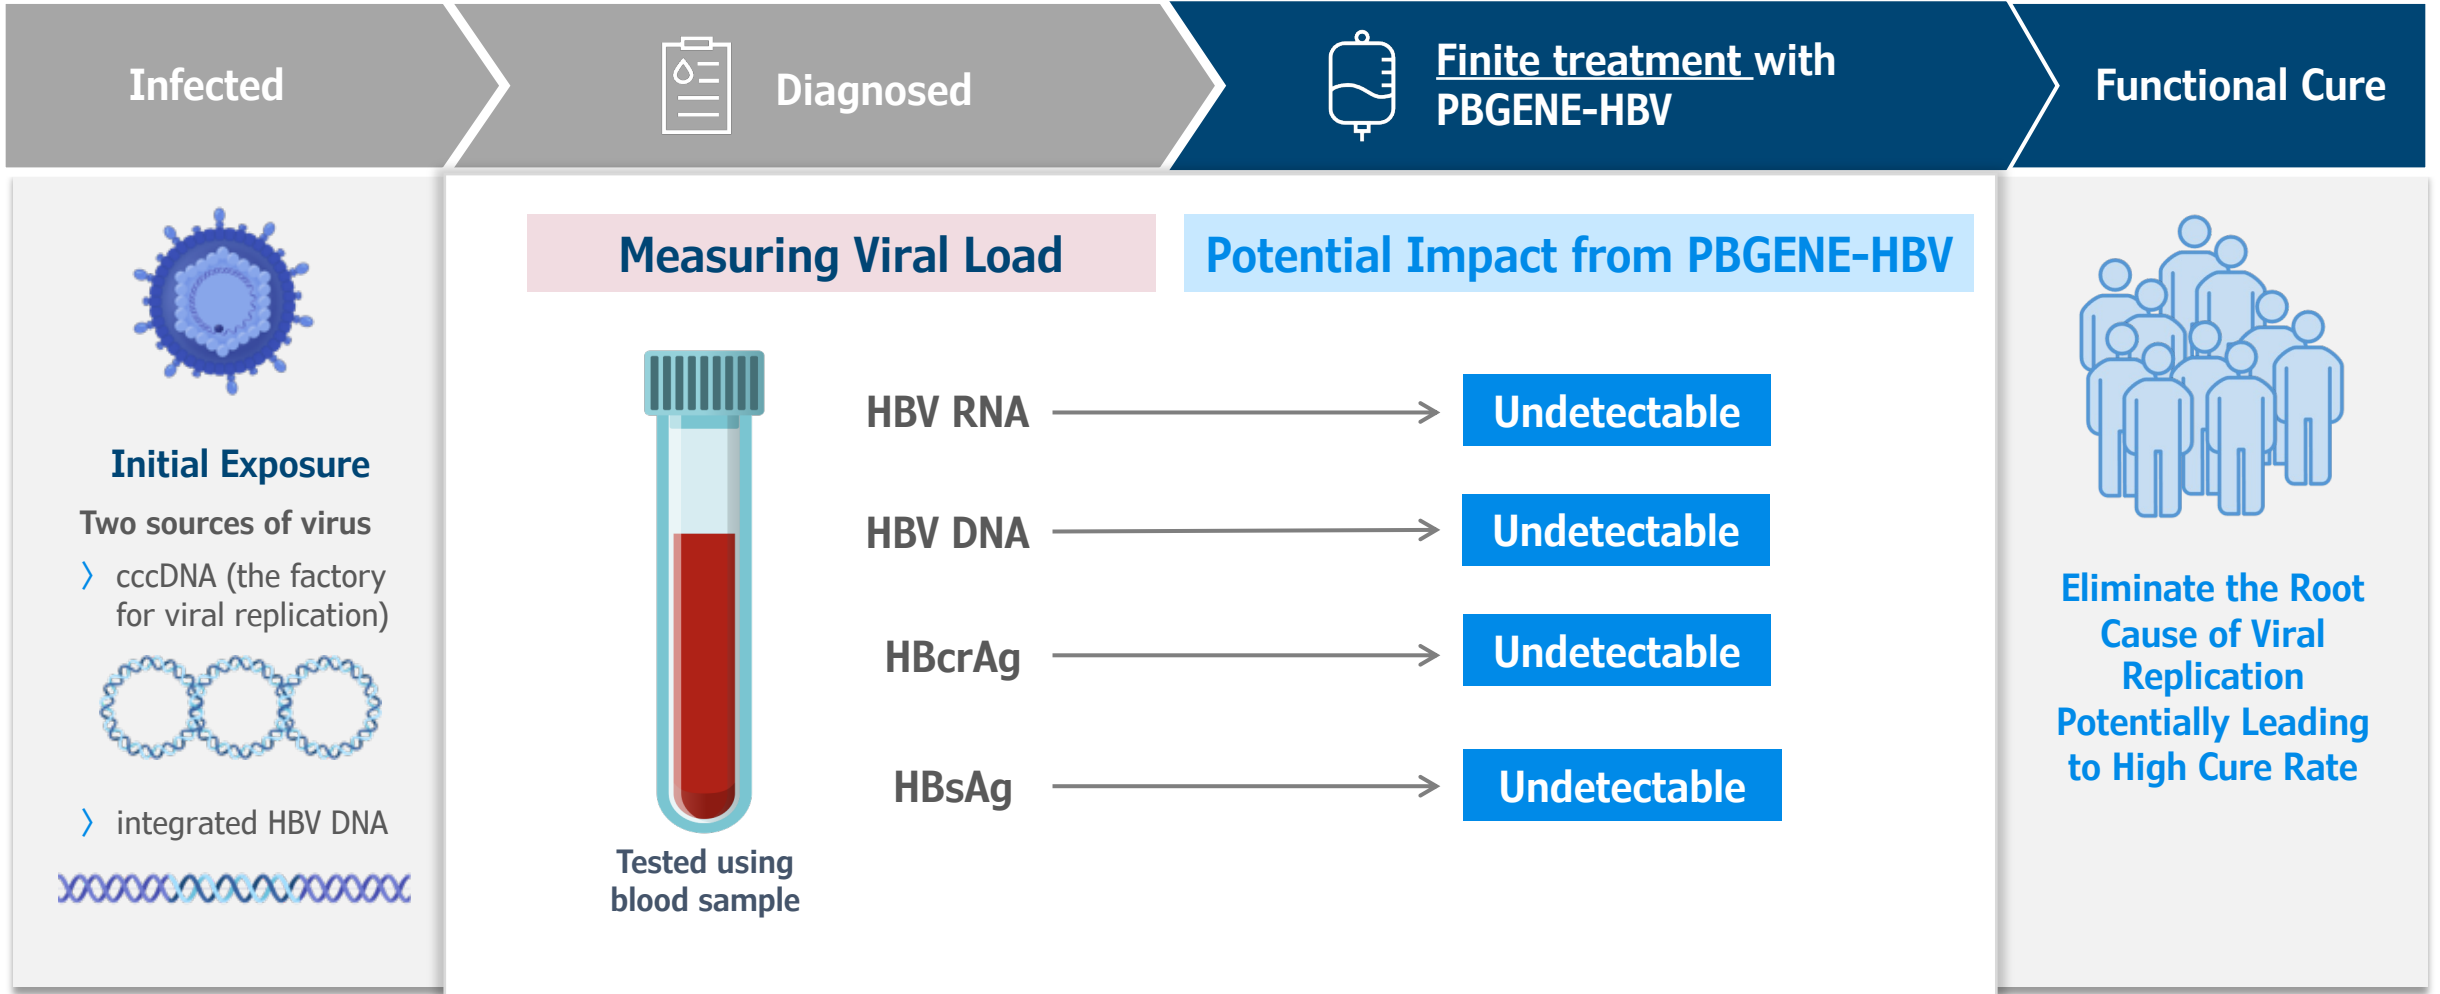 Infected
Diagnosed
Finite treatment with
PBGENE-HBV
Functional Cure
Initial Exposure
Two sources of virus
〉 cccDNA (the factory
for viral replication)
〉 integrated HBV DNA
Measuring Viral Load
Potential Impact from PBGENE-HBV
HBV RNA
Undetectable
HBV DNA
Undetectable
HBcrAg
Undetectable
HBsAg
Undetectable
Tested using
blood sample
Eliminate the Root
Cause of Viral
Replication
Potentially Leading
to High Cure Rate